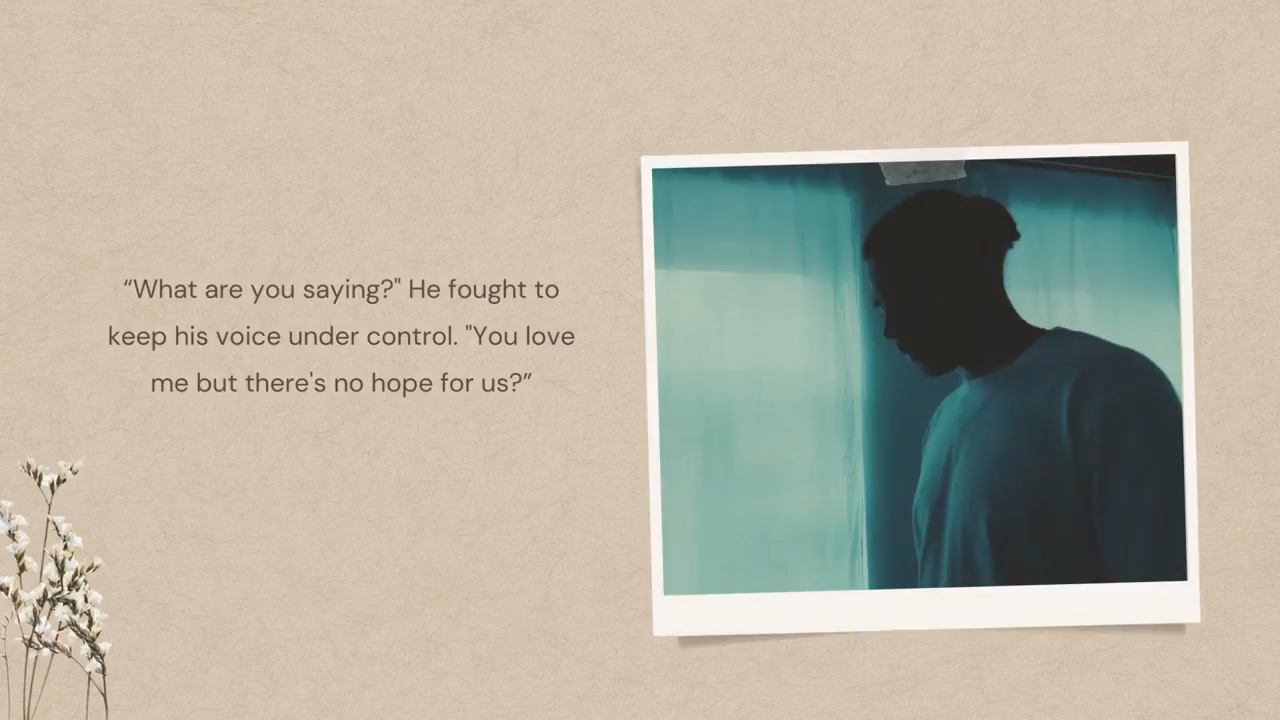 “What are you saying?" He fought to
keep his voice under control. "You love
me but there's no hope for us?”